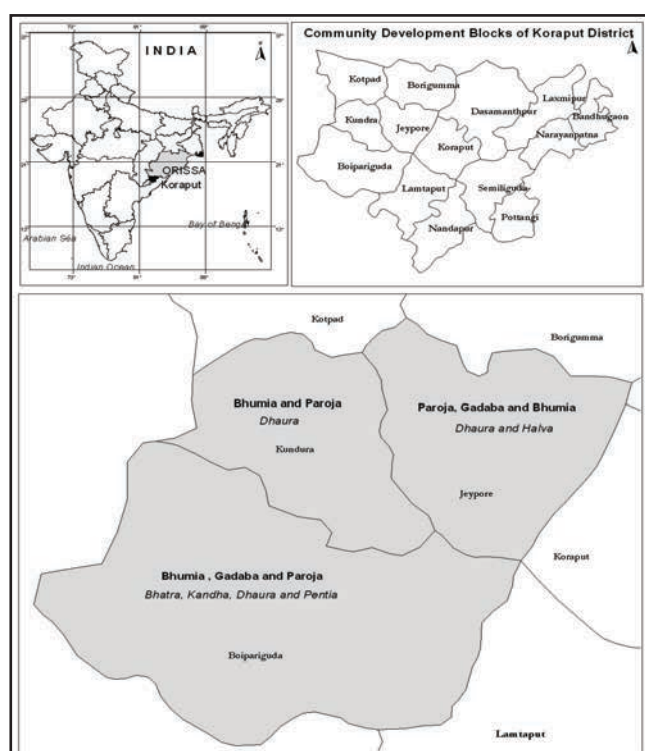 INDIA
ORISSA
Koraput
Bay of Bengal
Arabian Sea
Indian Ocean
Community Development Blocks of Koraput District
Kotpad
Borigumma
Laxmipur
Dasamanthpur
Bandhugaon
Kundra
Jeypore
Narayanpatna
Koraput
Boipariguda
Lamtaput
Semiliguda
Pottangi
Nandapur
Kotpad
Borigumma
Bhumia and Paroja
Dhaura
Kundura
Paroja, Gadaba and Bhumia
Dhaura and Halva
Jeypore
Koraput
Bhumia , Gadaba and Paroja
Bhatra, Kandha, Dhaura and Pentia
Boipariguda
Lamtaput